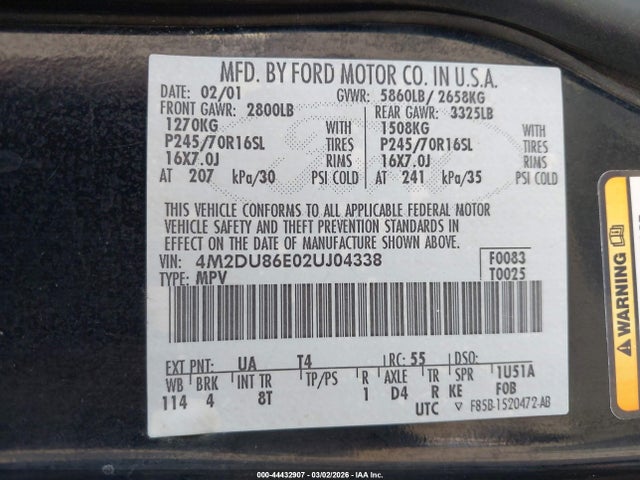 MFD. BY FORD MOTOR CO. IN U.S.A.
DATE: 02/01 GVWR: 5860LB/ 2658KG
FRONT GAWR: 2800LB REAR GAWR: 3325LB
1270KG WITH 1508KG WITH
P245/70R16SL TIRES P245/70R16SL TIRES
16X7.0J RIMS 16X7.0J RIMS
AT 207 kPa/30 PSI COLD AT 241 kPa/35 PSI COLD
THIS VEHICLE CONFORMS TO ALL APPLICABLE FEDERAL MOTOR
VEHICLE SAFETY AND THEFT PREVENTION STANDARDS IN
EFFECT ON THE DATE OF MANUFACTURE SHOWN ABOVE.
VIN: 4M2DU86E02UJ04338 F0083
TYPE: MPV T0025
EXT PNT: UA T4 RC: 55 DSO:
WB BRK INT TR TP/PS R AXLE TR SPR 1U51A
114 4 8T 1 D4 R KE FOB
UTC F85B-1520472-AB
WARNING
000-44432907 - 03/02/2026 - IAAI Inc.